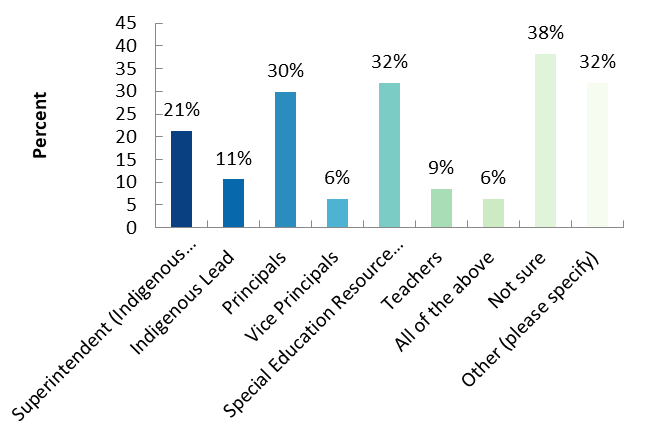 Percent
45
40
35
30
25
20
15
10
5
0
21%
11%
30%
6%
32%
9%
6%
38%
32%
Superintendent (Indigenous...
Indigenous Lead
Principals
Vice Principals
Special Education Resource...
Teachers
All of the above
Not sure
Other (please specify)